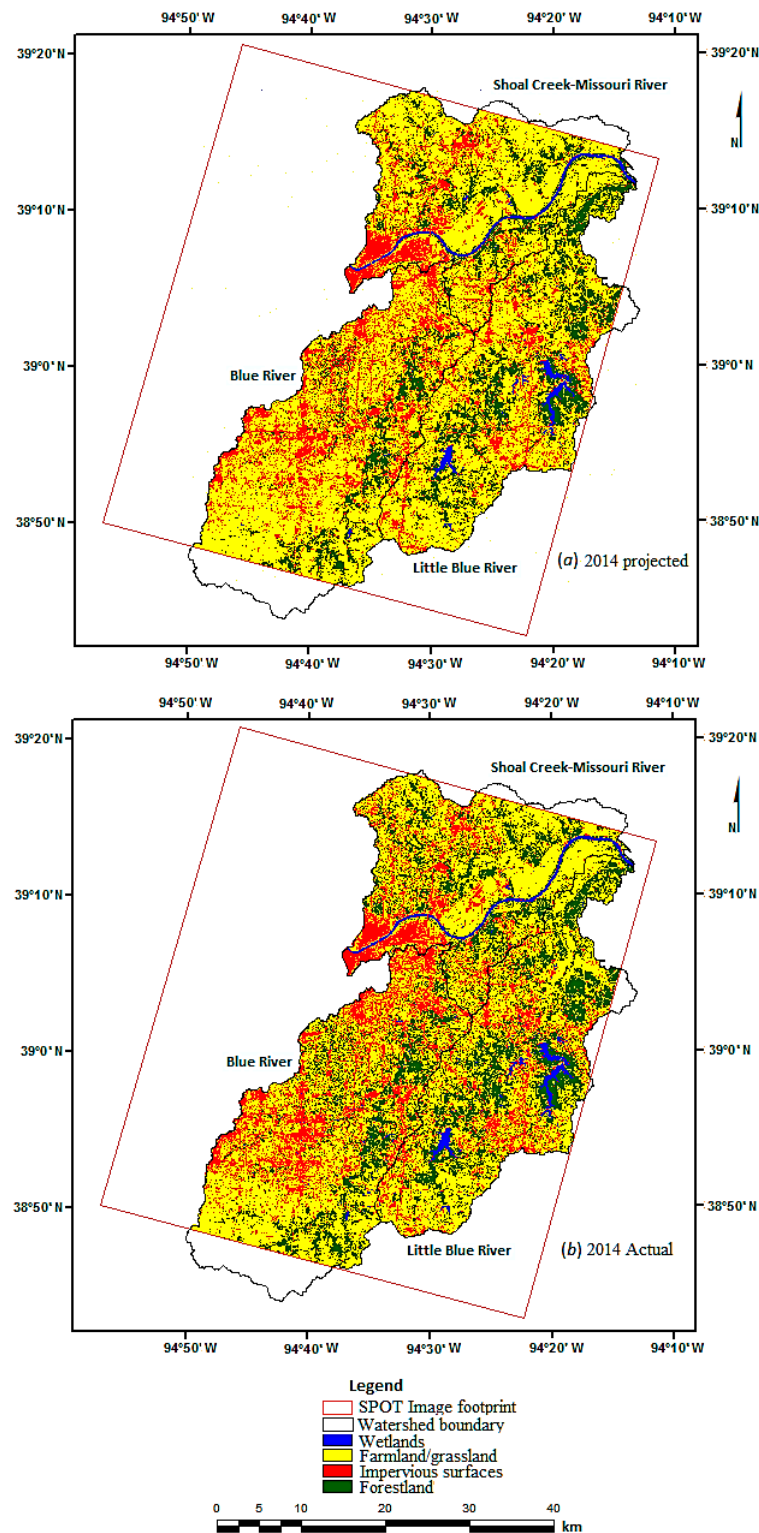 94°50'W 94°40'W 94°30'W 94°20'W 94°10'W
39°20'N 39°20'N
Shoal Creek-Missouri River
N
39°10'N 39°10'N
39°0'N 39°0'N
Blue River
38°50'N 38°50'N
Little Blue River
(a) 2014 projected
94°50'W 94°40'W 94°30'W 94°20'W 94°10'W
94°50'W 94°40'W 94°30'W 94°20'W 94°10'W
39°20'N 39°20'N
Shoal Creek-Missouri River
N
39°10'N 39°10'N
39°0'N 39°0'N
Blue River
38°50'N 38°50'N
Little Blue River
(b) 2014 Actual
94°50'W 94°40'W 94°30'W 94°20'W 94°10'W
Legend
SPOT Image footprint
Watershed boundary
Wetlands
Farmland/grassland
Impervious surfaces
Forestland
0 5 10 20 30 40
km